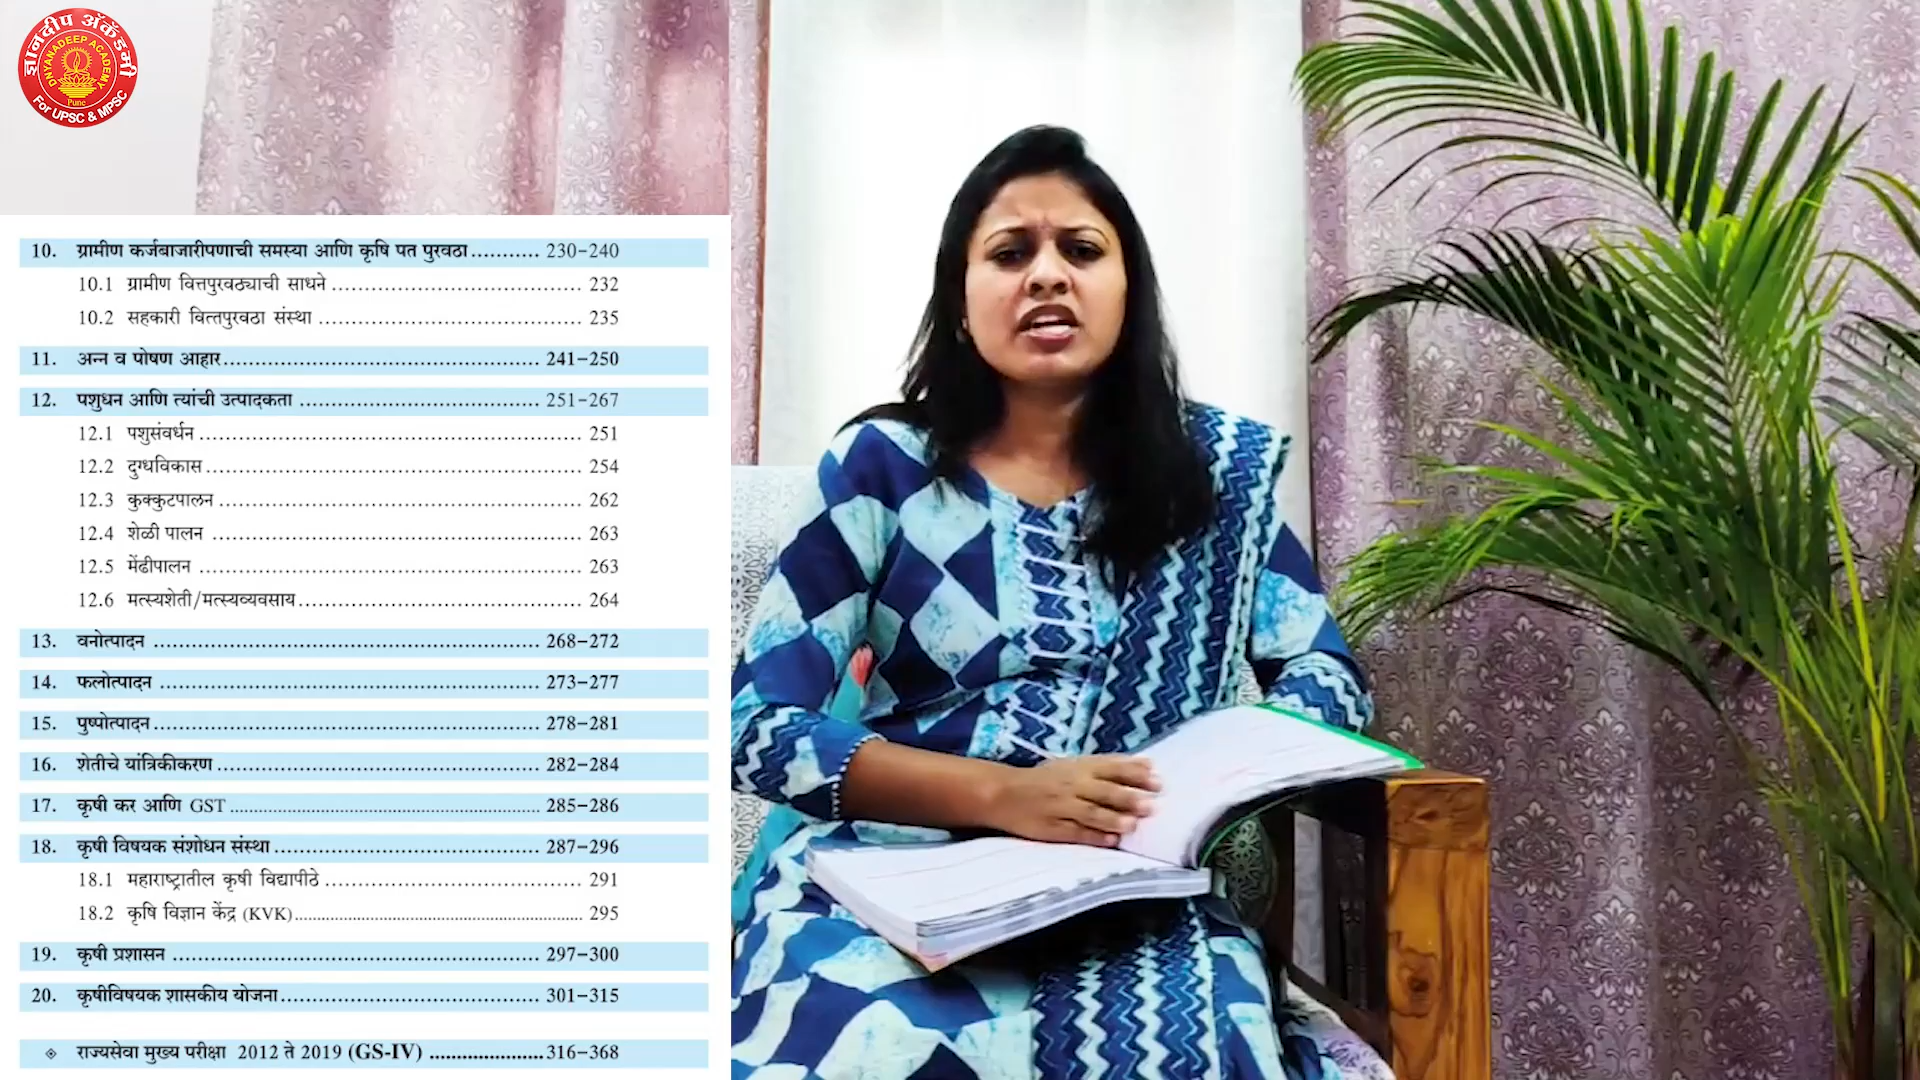 ज्ञानदीप ॲकॅडमी
DNYANADEEP ACADEMY
Pune
For UPSC & MPSC
10. ग्रामीण कर्जबाजारीपणाची समस्या आणि कृषि पत पुरवठा........... 230-240
10.1 ग्रामीण वित्तपुरवठ्याची साधने ........................................ 232
10.2 सहकारी वित्तपुरवठा संस्था .......................................... 235
11. अन्न व पोषण आहार................................................... 241-250
12. पशुधन आणि त्यांची उत्पादकता ....................................... 251-267
12.1 पशुसंवर्धन ............................................................. 251
12.2 दुग्धविकास ............................................................ 254
12.3 कुक्कुटपालन .......................................................... 262
12.4 शेळी पालन ........................................................... 263
12.5 मेंढीपालन ............................................................. 263
12.6 मत्स्यशेती/मत्स्यव्यवसाय ............................................. 264
13. वनोत्पादन .............................................................. 268-272
14. फलोत्पादन ............................................................. 273-277
15. पुष्पोत्पादन .............................................................. 278-281
16. शेतीचे यांत्रिकीकरण .................................................... 282-284
17. कृषी कर आणि GST .................................................... 285-286
18. कृषी विषयक संशोधन संस्था ........................................... 287-296
18.1 महाराष्ट्रातील कृषी विद्यापीठे ......................................... 291
18.2 कृषि विज्ञान केंद्र (KVK) ............................................. 295
19. कृषी प्रशासन ........................................................... 297-300
20. कृषीविषयक शासकीय योजना .......................................... 301-315
राज्यसेवा मुख्य परीक्षा 2012 ते 2019 (GS-IV) ...................... 316-368